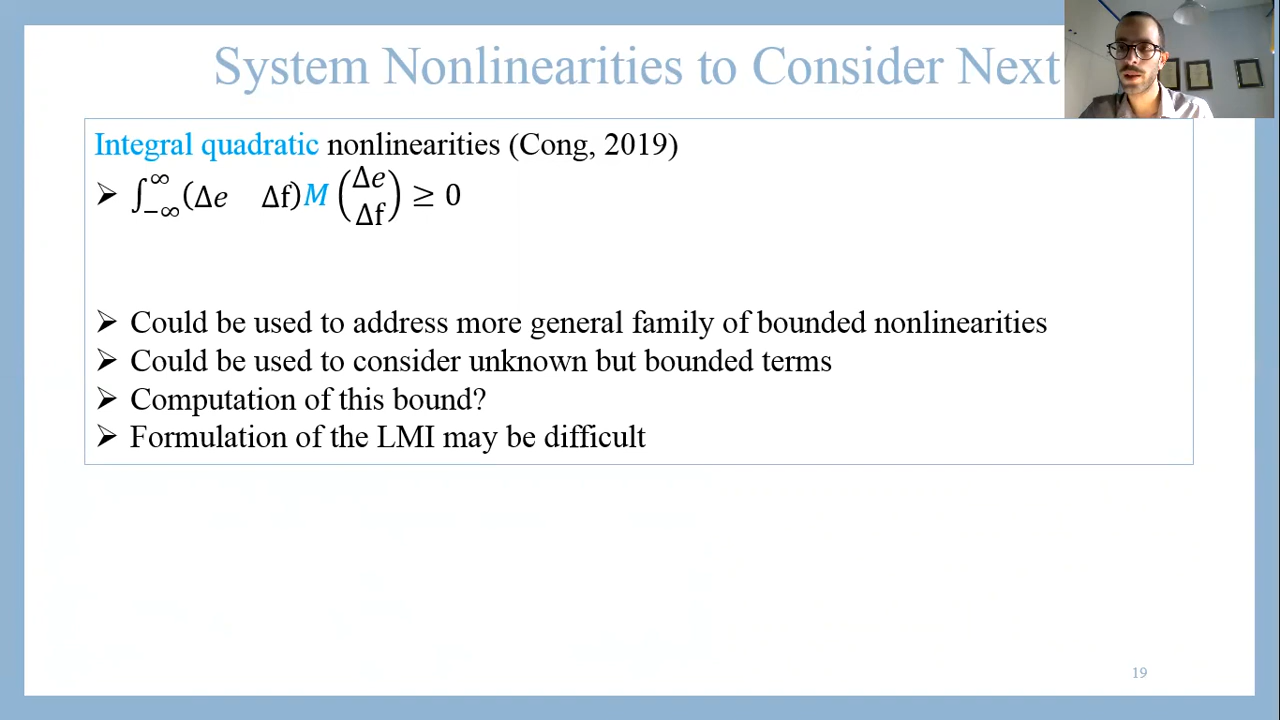 System Nonlinearities to Consider Next
Integral quadratic nonlinearities (Cong, 2019)
➢ ∫_{−∞}^{∞} (Δe Δf) M (Δe Δf) ≥ 0
➢ Could be used to address more general family of bounded nonlinearities
➢ Could be used to consider unknown but bounded terms
➢ Computation of this bound?
➢ Formulation of the LMI may be difficult
19